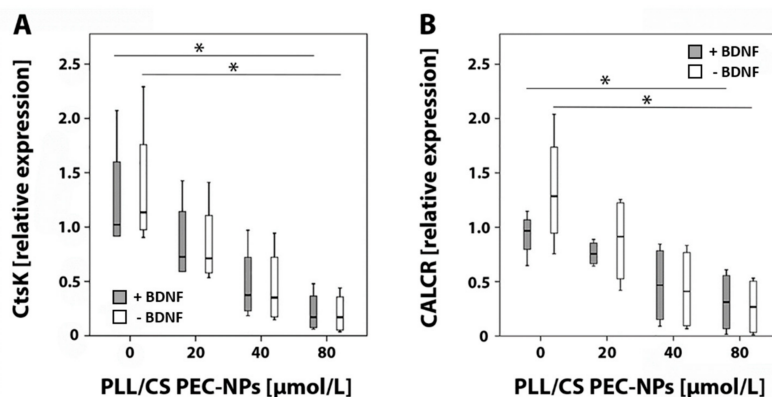 A
CtsK [relative expression]
2.5
2.0
1.5
1.0
0.5
0
*
*
+ BDNF
- BDNF
0 20 40 80
PLL/CS PEC-NPs [µmol/L]
B
CALCR [relative expression]
2.5
2.0
1.5
1.0
0.5
0
+ BDNF
- BDNF
*
*
0 20 40 80
PLL/CS PEC-NPs [µmol/L]